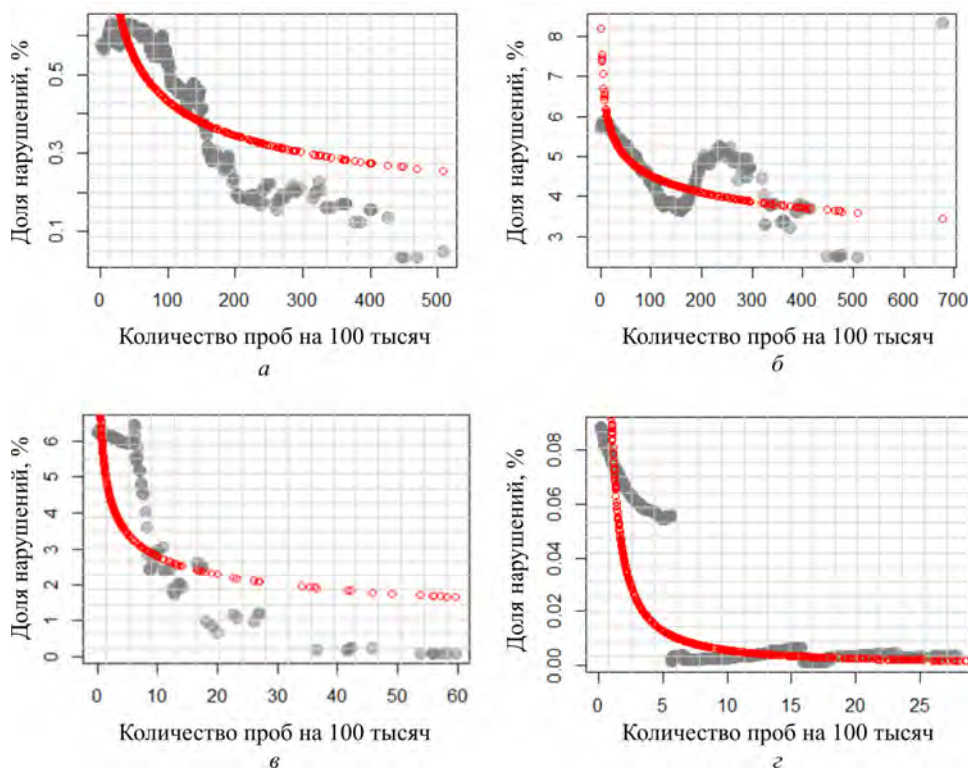 Доля нарушений, %
0.5
0.3
0.1
0 100 200 300 400 500
Количество проб на 100 тысяч
а
Доля нарушений, %
8
7
6
5
4
3
0 100 200 300 400 500 600 700
Количество проб на 100 тысяч
б
Доля нарушений, %
6
5
4
3
2
1
0
0 10 20 30 40 50 60
Количество проб на 100 тысяч
в
Доля нарушений, %
0.08
0.06
0.04
0.02
0.00
0 5 10 15 20 25
Количество проб на 100 тысяч
г